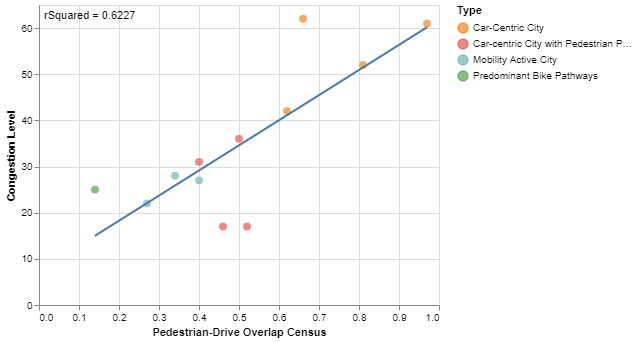 rSquared = 0.6227
60
50
40
30
20
10
0
Congestion Level
0.0 0.1 0.2 0.3 0.4 0.5 0.6 0.7 0.8 0.9 1.0
Pedestrian-Drive Overlap Census
Type
Car-Centric City
Car-centric City with Pedestrian P…
Mobility Active City
Predominant Bike Pathways